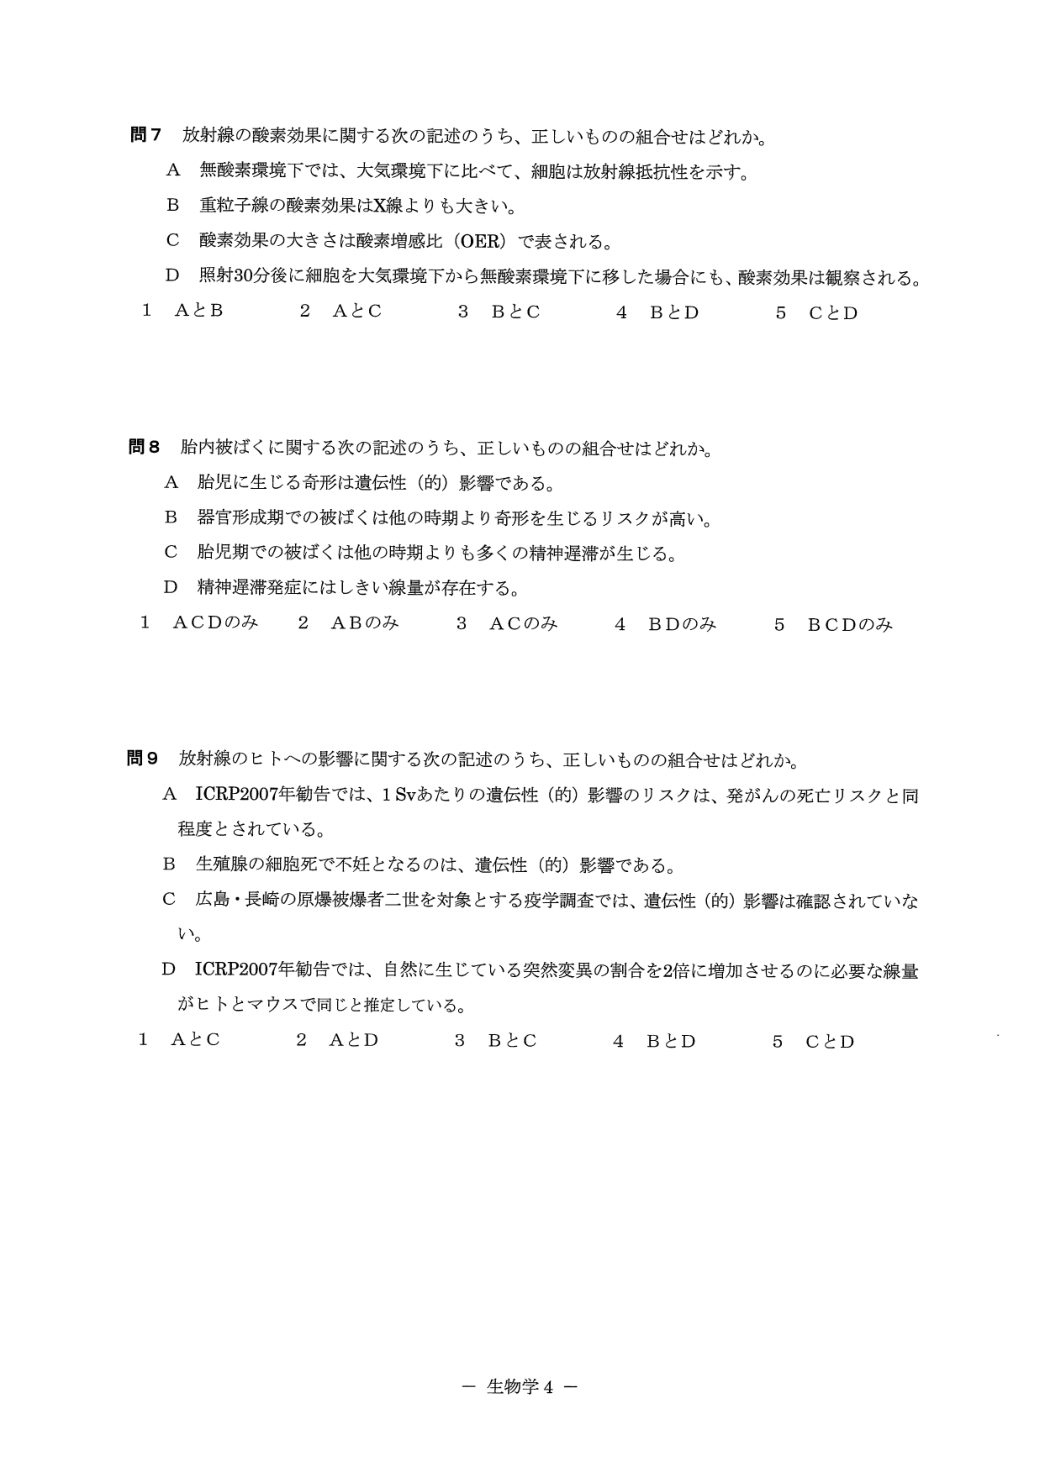 問7 放射線の酸素効果に関する次の記述のうち、正しいものの組合せはどれか。
A 無酸素環境下では、大気環境下に比べて、細胞は放射線抵抗性を示す。
B 重粒子線の酸素効果はX線よりも大きい。
C 酸素効果の大きさは酸素増感比（OER）で表される。
D 照射30分後に細胞を大気環境下から無酸素環境下に移した場合にも、酸素効果は観察される。
1 AとB 2 AとC 3 BとC 4 BとD 5 CとD
問8 胎内被ばくに関する次の記述のうち、正しいものの組合せはどれか。
A 胎児に生じる奇形は遺伝性（的）影響である。
B 器官形成期での被ばくは他の時期より奇形を生じるリスクが高い。
C 胎児期での被ばくは他の時期よりも多くの精神遅滞が生じる。
D 精神遅滞発症にはしきい線量が存在する。
1 ACDのみ 2 ABのみ 3 ACのみ 4 BDのみ 5 BCDのみ
問9 放射線のヒトへの影響に関する次の記述のうち、正しいものの組合せはどれか。
A ICRP2007年勧告では、1 Svあたりの遺伝性（的）影響のリスクは、発がんの死亡リスクと同
程度とされている。
B 生殖腺の細胞死で不妊となるのは、遺伝性（的）影響である。
C 広島・長崎の原爆被爆者二世を対象とする疫学調査では、遺伝性（的）影響は確認されていな
い。
D ICRP2007年勧告では、自然に生じている突然変異の割合を2倍に増加させるのに必要な線量
がヒトとマウスで同じと推定している。
1 AとC 2 AとD 3 BとC 4 BとD 5 CとD
－ 生物学 4 －